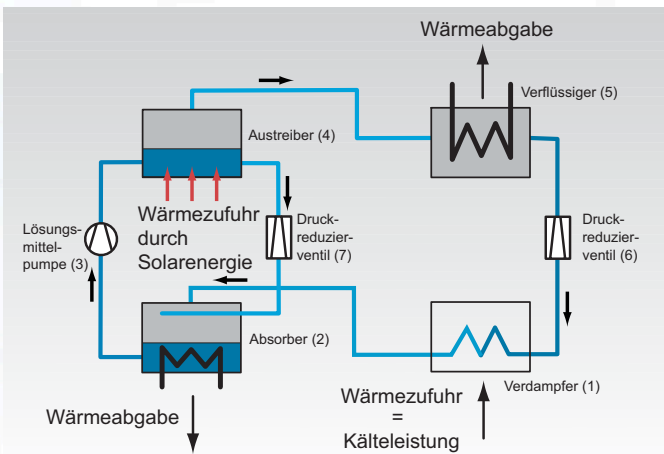 Wärmeabgabe
Verflüssiger (5)
Austreiber (4)
Wärmezufuhr
durch
Solarenergie
Lösungs-
mittel-
pumpe (3)
Druck-
reduzier-
ventil (7)
Druck-
reduzier-
ventil (6)
Absorber (2)
Verdampfer (1)
Wärmeabgabe
Wärmezufuhr
=
Kälteleistung